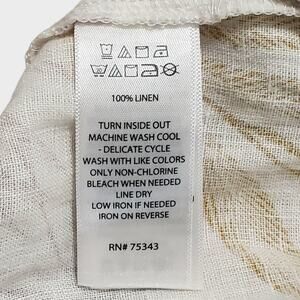 100% LINEN
TURN INSIDE OUT
MACHINE WASH COOL
- DELICATE CYCLE
WASH WITH LIKE COLORS
ONLY NON-CHLORINE
BLEACH WHEN NEEDED
LINE DRY
LOW IRON IF NEEDED
IRON ON REVERSE
RN# 75343